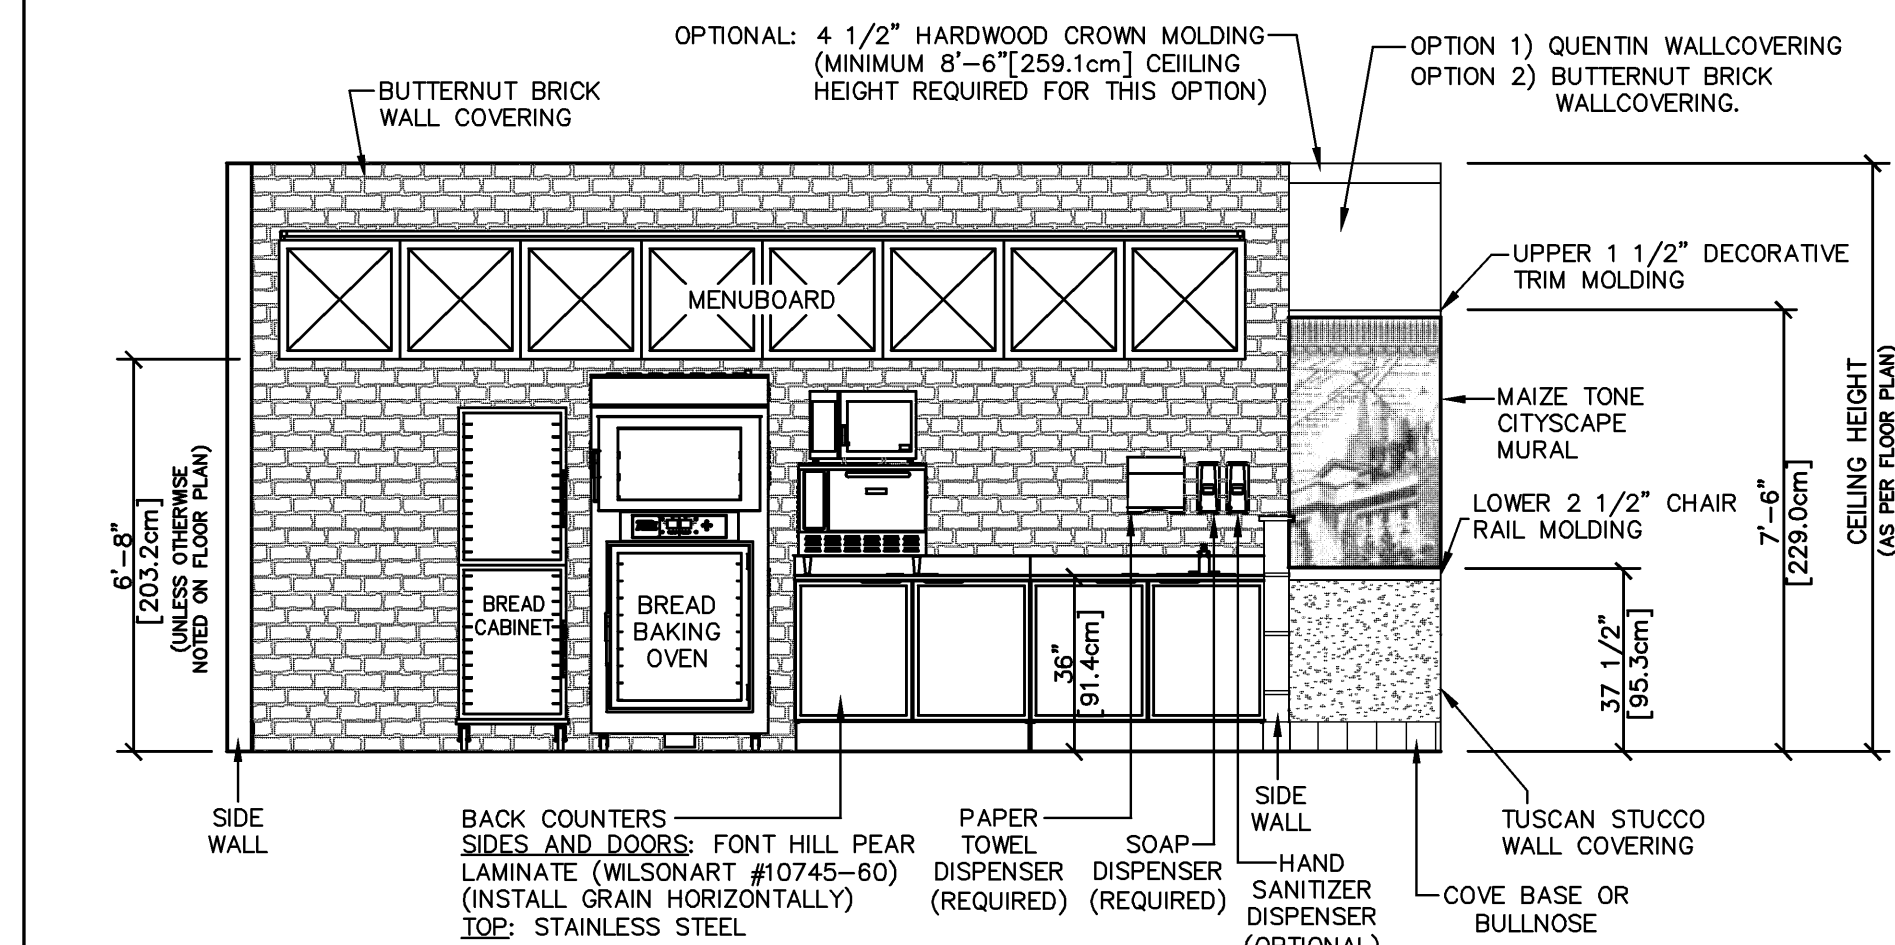 OPTIONAL: 4 1/2" HARDWOOD CROWN MOLDING
(MINIMUM 8'-6"[259.1cm] CEIILING
HEIGHT REQUIRED FOR THIS OPTION)
OPTION 1) QUENTIN WALLCOVERING
OPTION 2) BUTTERNUT BRICK
WALLCOVERING.
BUTTERNUT BRICK
WALL COVERING
UPPER 1 1/2" DECORATIVE
TRIM MOLDING
MENUBOARD
MAIZE TONE
CITYSCAPE
MURAL
LOWER 2 1/2" CHAIR
RAIL MOLDING
6'-8"
[203.2cm]
(UNLESS OTHERWISE
NOTED ON FLOOR PLAN)
BREAD
CABINET
BREAD
BAKING
OVEN
36"
[91.4cm]
37 1/2"
[95.3cm]
7'-6"
[229.0cm]
CEILING HEIGHT
(AS PER FLOOR PLAN)
SIDE
WALL
BACK COUNTERS
SIDES AND DOORS: FONT HILL PEAR
LAMINATE (WILSONART #10745-60)
(INSTALL GRAIN HORIZONTALLY)
TOP: STAINLESS STEEL
PAPER
TOWEL
DISPENSER
(REQUIRED)
SOAP
DISPENSER
(REQUIRED)
SIDE
WALL
HAND
SANITIZER
DISPENSER
(OPTIONAL)
TUSCAN STUCCO
WALL COVERING
COVE BASE OR
BULLNOSE